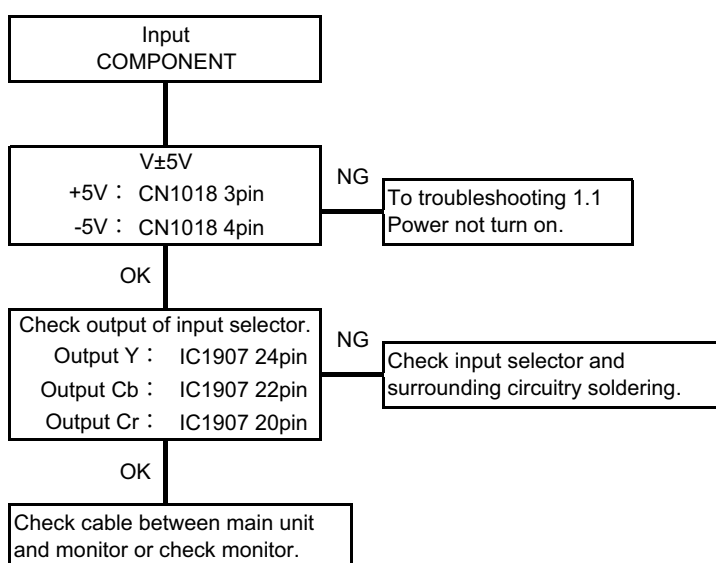 Input
COMPONENT
V±5V
+5V： CN1018 3pin
-5V： CN1018 4pin
NG
To troubleshooting 1.1
Power not turn on.
OK
Check output of input selector.
Output Y： IC1907 24pin
Output Cb： IC1907 22pin
Output Cr： IC1907 20pin
NG
Check input selector and
surrounding circuitry soldering.
OK
Check cable between main unit
and monitor or check monitor.